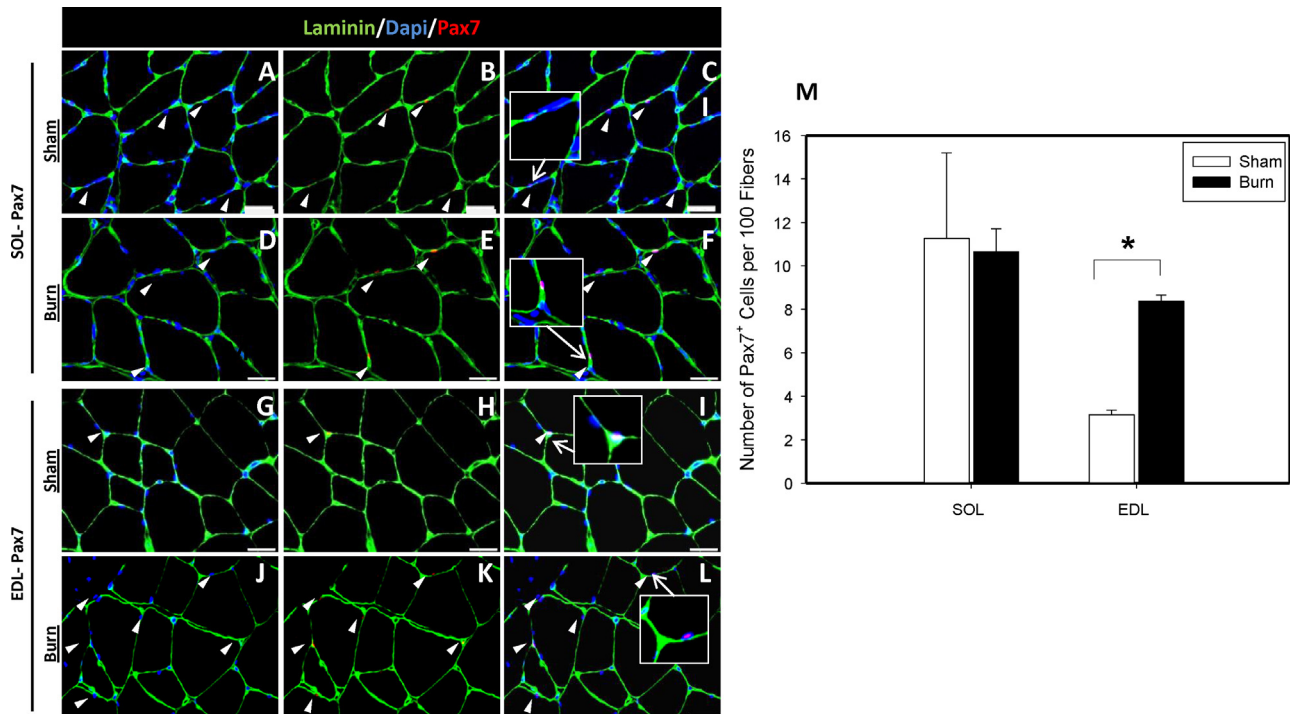 Laminin/Dapi/Pax7
SOL- Pax7
Sham
A
B
C
I
Burn
D
E
F
EDL- Pax7
Sham
G
H
I
Burn
J
K
L
M
Number of Pax7+ Cells per 100 Fibers
16
14
12
10
8
6
4
2
0
Sham
Burn
*
SOL
EDL